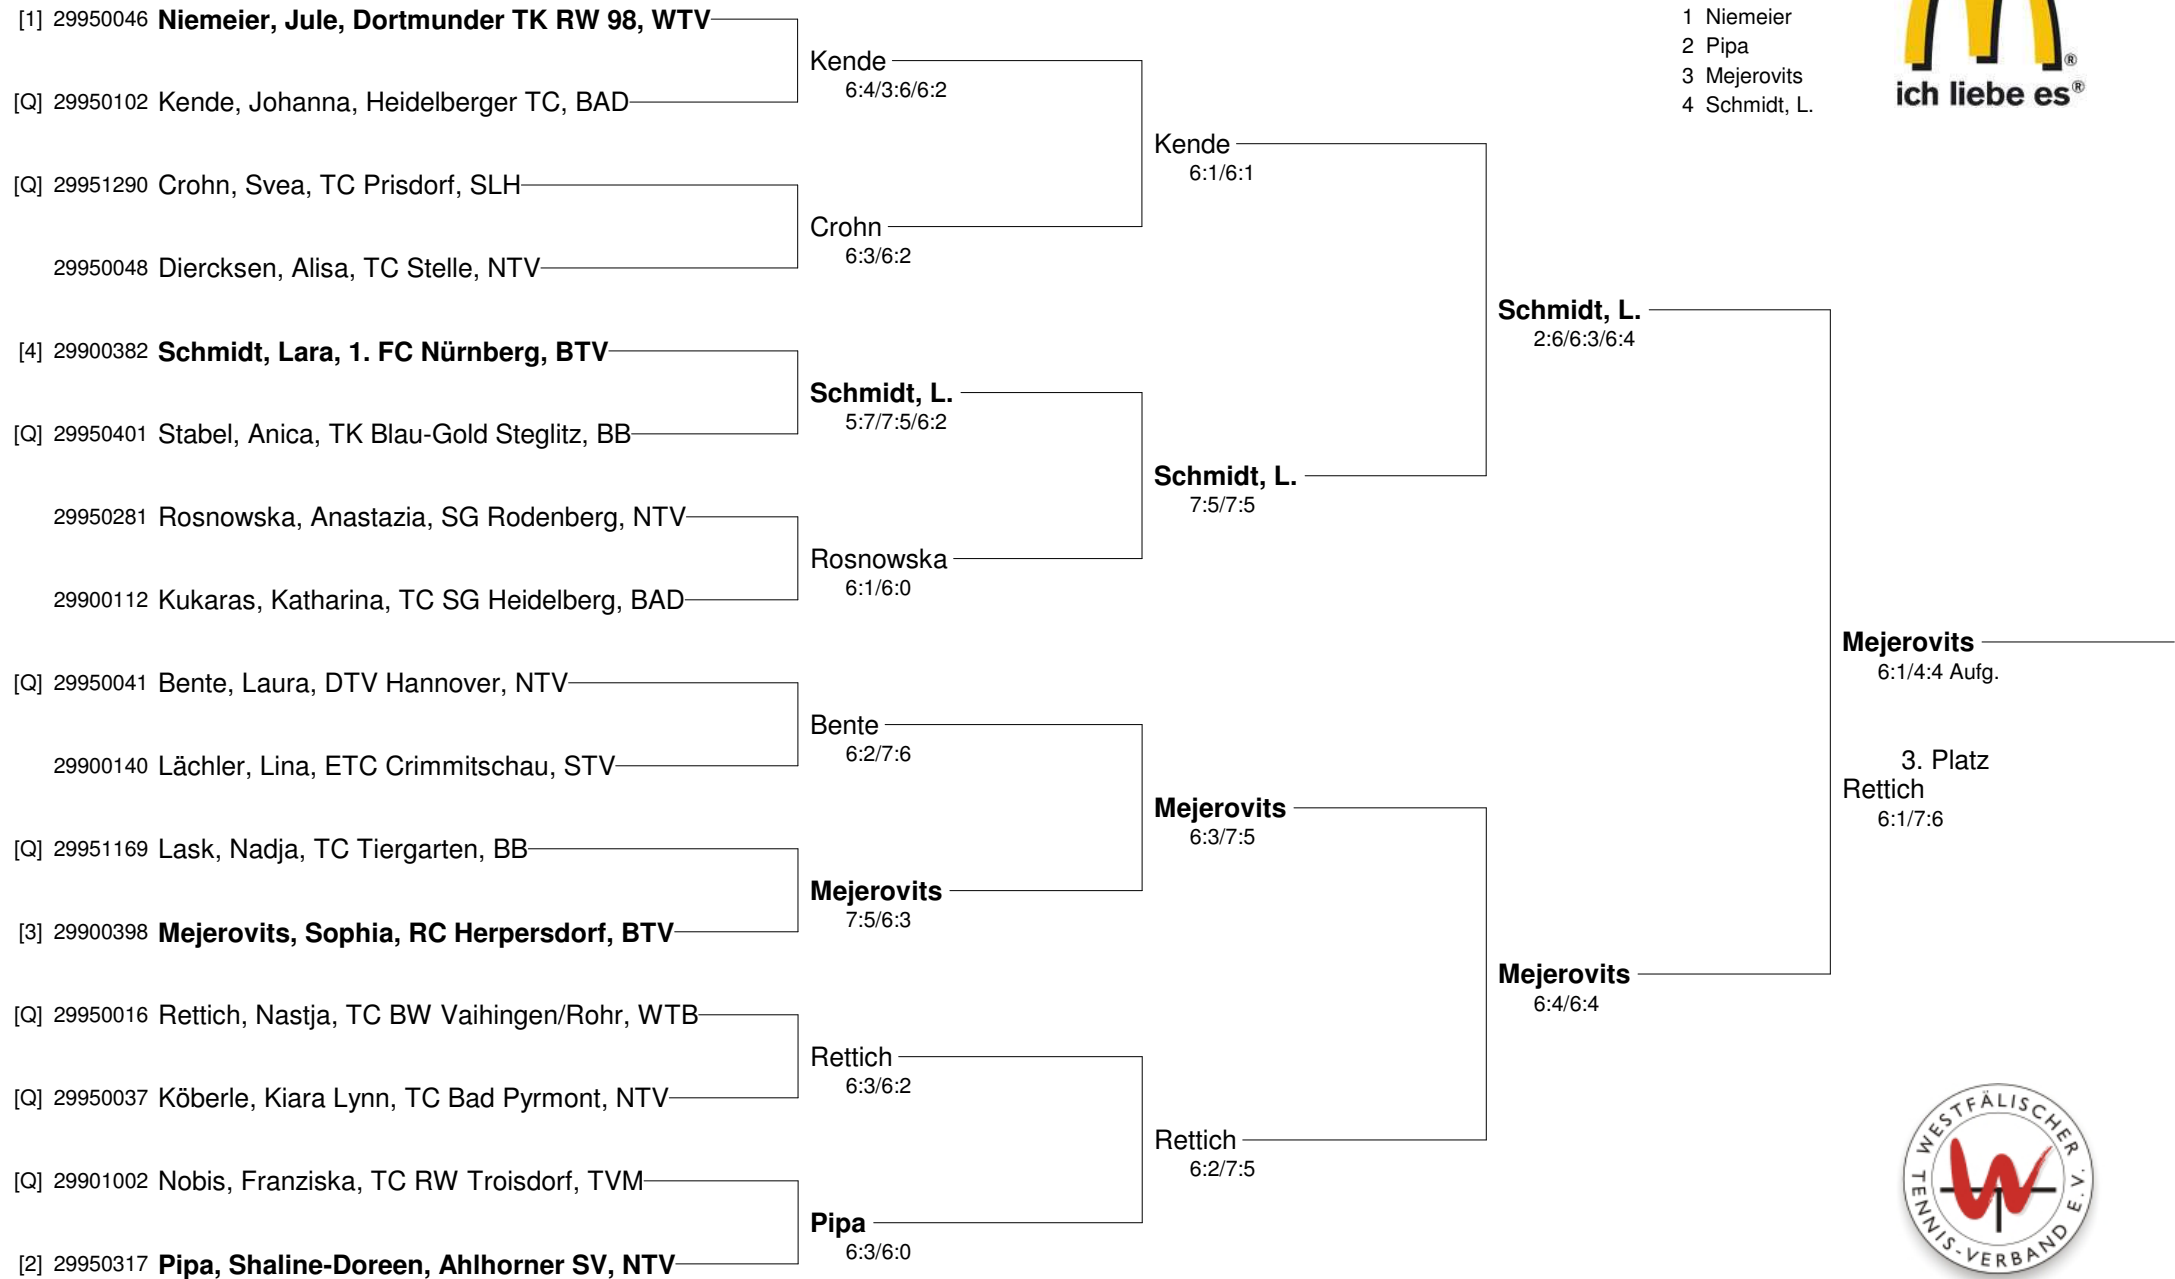 [1] 29950046 Niemeier, Jule, Dortmunder TK RW 98, WTV
[Q] 29950102 Kende, Johanna, Heidelberger TC, BAD
[Q] 29951290 Crohn, Svea, TC Prisdorf, SLH
29950048 Diercksen, Alisa, TC Stelle, NTV
[4] 29900382 Schmidt, Lara, 1. FC Nürnberg, BTV
[Q] 29950401 Stabel, Anica, TK Blau-Gold Steglitz, BB
29950281 Rosnowska, Anastazia, SG Rodenberg, NTV
29900112 Kukaras, Katharina, TC SG Heidelberg, BAD
[Q] 29950041 Bente, Laura, DTV Hannover, NTV
29900140 Lächler, Lina, ETC Crimmitschau, STV
[Q] 29951169 Lask, Nadja, TC Tiergarten, BB
[3] 29900398 Mejerovits, Sophia, RC Herpersdorf, BTV
[Q] 29950016 Rettich, Nastja, TC BW Vaihingen/Rohr, WTB
[Q] 29950037 Köberle, Kiara Lynn, TC Bad Pyrmont, NTV
[Q] 29901002 Nobis, Franziska, TC RW Troisdorf, TVM
[2] 29950317 Pipa, Shaline-Doreen, Ahlhorner SV, NTV
Kende
6:4/3:6/6:2
Crohn
6:3/6:2
Schmidt, L.
5:7/7:5/6:2
Rosnowska
6:1/6:0
Bente
6:2/7:6
Mejerovits
7:5/6:3
Rettich
6:3/6:2
Pipa
6:3/6:0
Kende
6:1/6:1
Schmidt, L.
7:5/7:5
Mejerovits
6:3/7:5
Rettich
6:2/7:5
Schmidt, L.
2:6/6:3/6:4
Mejerovits
6:4/6:4
Mejerovits
6:1/4:4 Aufg.
3. Platz
Rettich
6:1/7:6
1 Niemeier
2 Pipa
3 Mejerovits
4 Schmidt, L.
®
ich liebe es®
WESTFÄLISCHER
TENNIS-VERBAND E.V.